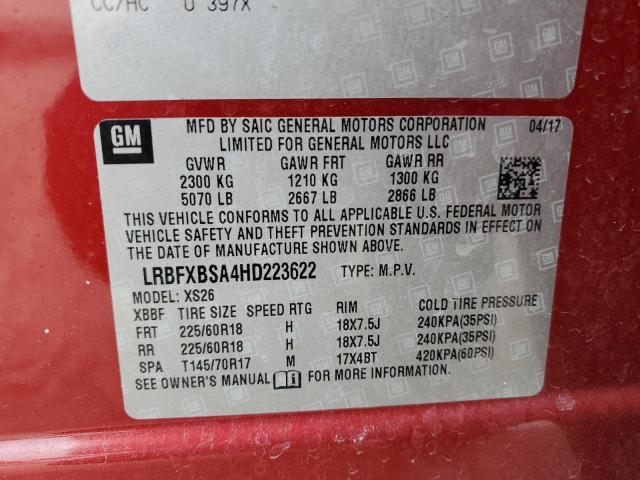 CC/HC U 397X
GM
MFD BY SAIC GENERAL MOTORS CORPORATION 04/17
LIMITED FOR GENERAL MOTORS LLC
GVWR GAWR FRT GAWR RR
2300 KG 1210 KG 1300 KG
5070 LB 2667 LB 2866 LB
THIS VEHICLE CONFORMS TO ALL APPLICABLE U.S. FEDERAL MOTOR
VEHICLE SAFETY AND THEFT PREVENTION STANDARDS IN EFFECT ON
THE DATE OF MANUFACTURE SHOWN ABOVE.
LRBFXBSA4HD223622 TYPE: M.P.V.
MODEL: XS26
XBBF TIRE SIZE SPEED RTG RIM COLD TIRE PRESSURE
FRT 225/60R18 H 18X7.5J 240KPA(35PSI)
RR 225/60R18 H 18X7.5J 240KPA(35PSI)
SPA T145/70R17 M 17X4BT 420KPA(60PSI)
SEE OWNER'S MANUAL FOR MORE INFORMATION.